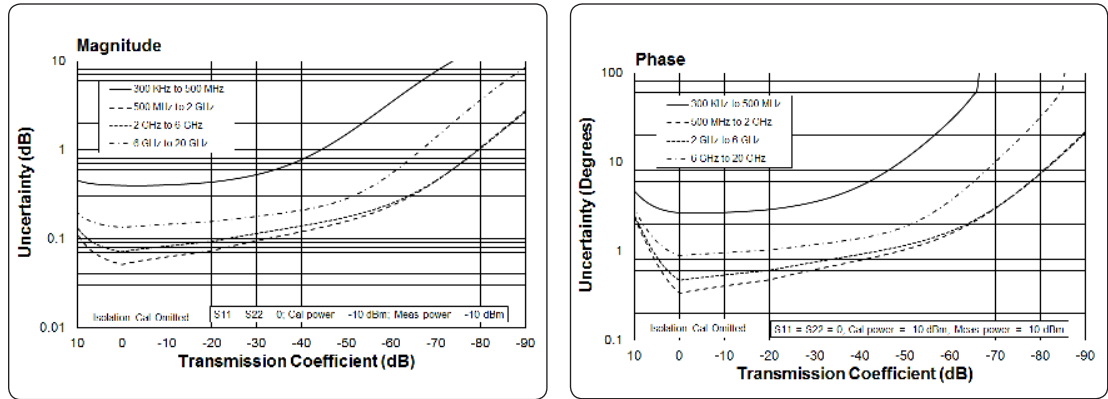 Magnitude
10
1
0.1
0.01
Uncertainty (dB)
300 KHz to 500 MHz
500 MHz to 2 GHz
2 GHz to 6 GHz
6 GHz to 20 GHz
Isolation Cal Omitted
S11 S22 0; Cal power -10 dBm; Meas power -10 dBm
10 0 -10 -20 -30 -40 -50 -60 -70 -80 -90
Transmission Coefficient (dB)
Phase
100
10
1
0.1
Uncertainty (Degrees)
300 KHz to 500 MHz
500 MHz to 2 GHz
2 GHz to 6 GHz
6 GHz to 20 GHz
Isolation Cal Omitted
S11 = S22 = 0, Cal power = 10 dBm, Meas power = 10 dBm
10 0 -10 -20 -30 -40 -50 -60 -70 -80 -90
Transmission Coefficient (dB)